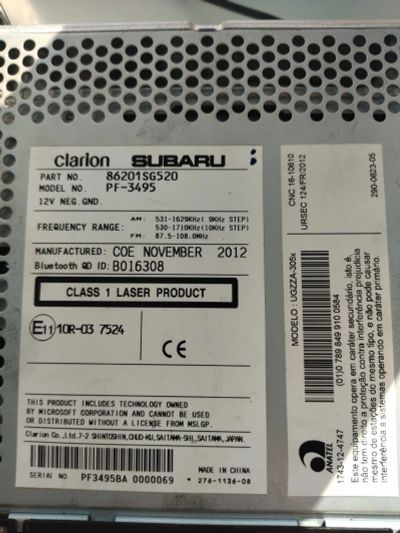 clarion SUBARU
PART NO. 86201SG520
MODEL NO. PF-3495
12V NEG.GND.
AM: 531-1629KHz( 9KHz STEP)
FREQUENCY RANGE: 530-1710KHz(10KHz STEP)
FM: 87.5-108.0MHz
MANUFACTURED: COE NOVEMBER 2012
Bluetooth QD ID: B016308
CLASS 1 LASER PRODUCT
E11 10R-03 7524
CE
THIS PRODUCT INCLUDES TECHNOLOGY OWNED
BY MICROSOFT CORPORATION AND CANNOT BE USED
OR DISTRIBUTED WITHOUT A LICENSE FROM MSLGP.
Clarion Co.,Ltd.7-2 SHINTOSHIN,CHUO-KU,SAITAMA-SHI,SAITAMA,JAPAN.
MADE IN CHINA
SERIAL NO PF3495BA 0000069 * 276-1136-08
CNC 16-10610
URSEC 124/FR/2012
290-0623-05
MODELO : UGZZA-305x
(01)0 789 849 910 0584
ANATEL
1743-12-4747
Este equipamento opera em caráter secundário, isto é,
não tem direito a proteção contra interferência prejudicial,
mesmo de estações do mesmo tipo, e não pode causar
interferência a sistemas operando em caráter primário.